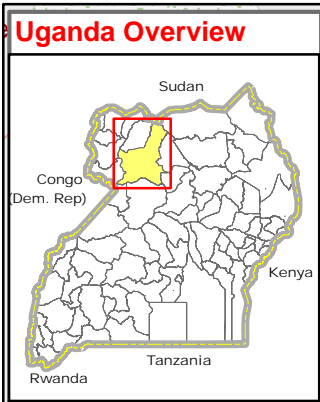 Uganda Overview
Sudan
Congo
(Dem. Rep)
Kenya
Tanzania
Rwanda